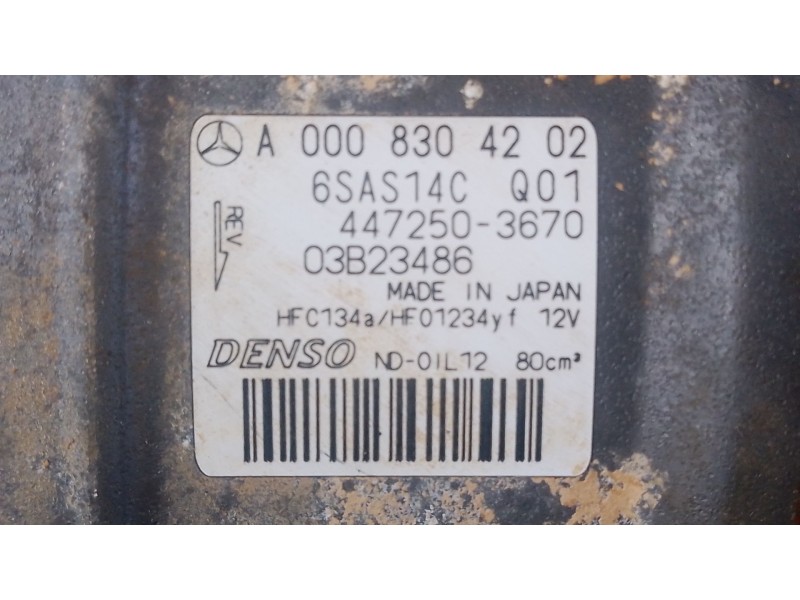 A 000 830 42 02
6SAS14C Q01
REV
447250-3670
03B23486
MADE IN JAPAN
HFC134a/HFO1234yf 12V
DENSO ND-OIL12 80cm³